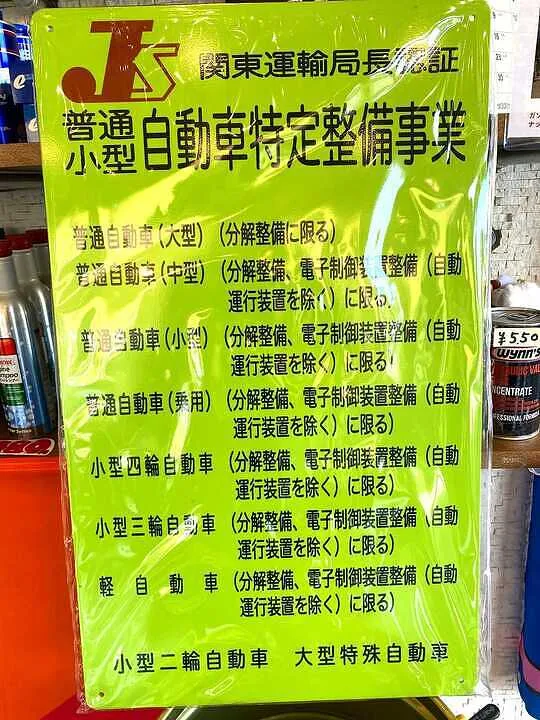 JS
関東運輸局長認証
普通
小型
自動車特定整備事業
普通自動車(大型) (分解整備に限る)
普通自動車(中型) (分解整備、電子制御装置整備(自動
運行装置を除く)に限る)
普通自動車(小型) (分解整備、電子制御装置整備(自動
運行装置を除く)に限る)
普通自動車(乗用) (分解整備、電子制御装置整備(自動
運行装置を除く)に限る)
小型四輪自動車 (分解整備、電子制御装置整備(自動
運行装置を除く)に限る)
小型三輪自動車 (分解整備、電子制御装置整備(自動
運行装置を除く)に限る)
軽自動車 (分解整備、電子制御装置整備(自動
運行装置を除く)に限る)
小型二輪自動車 大型特殊自動車
¥550
Wynn's